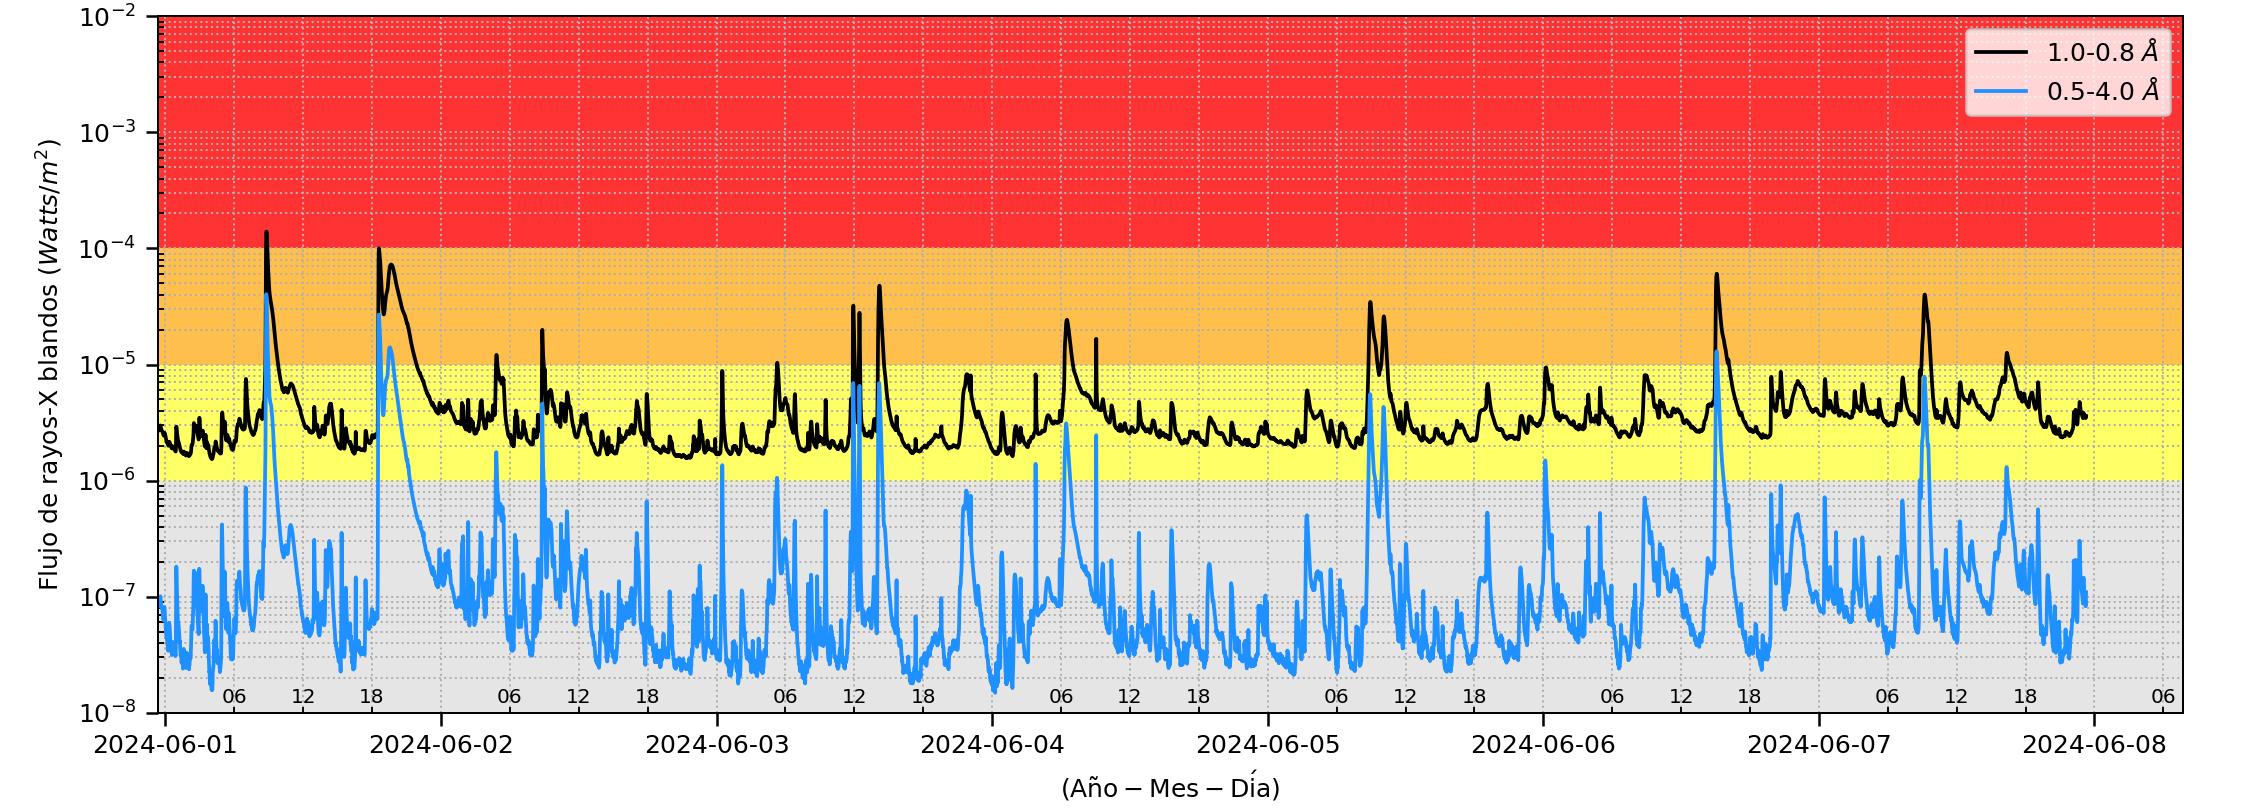 10⁻²
10⁻³
10⁻⁴
10⁻⁵
10⁻⁶
10⁻⁷
10⁻⁸
Flujo de rayos-X blandos (Watts/m²)
1.0-0.8 Å
0.5-4.0 Å
06 12 18 06 12 18 06 12 18 06 12 18 06 12 18 06 12 18 06 12 18 06
2024-06-01 2024-06-02 2024-06-03 2024-06-04 2024-06-05 2024-06-06 2024-06-07 2024-06-08
(Año − Mes − Día)